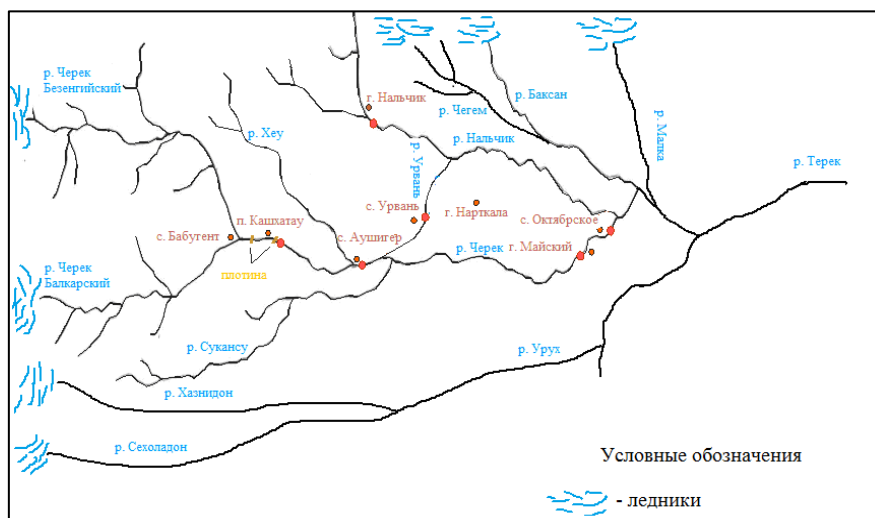 р. Черек
Безенгийский
р. Хеу
г. Нальчик
р. Чегем
р. Баксан
р. Малка
р. Нальчик
р. Терек
р. Урвань
с. Урвань
г. Нарткала
с. Октябрьское
п. Кашхатау
с. Бабугент
с. Аушигер
р. Черек
г. Майский
плотина
р. Черек
Балкарский
р. Сукансу
р. Урух
р. Хазнидон
р. Сехоладон
Условные обозначения
- ледники